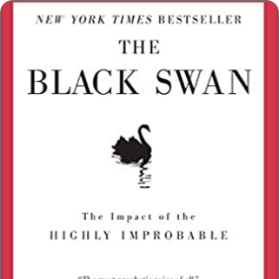 NEW YORK TIMES BESTSELLER
THE
BLACK SWAN
The Impact of the
HIGHLY IMPROBABLE